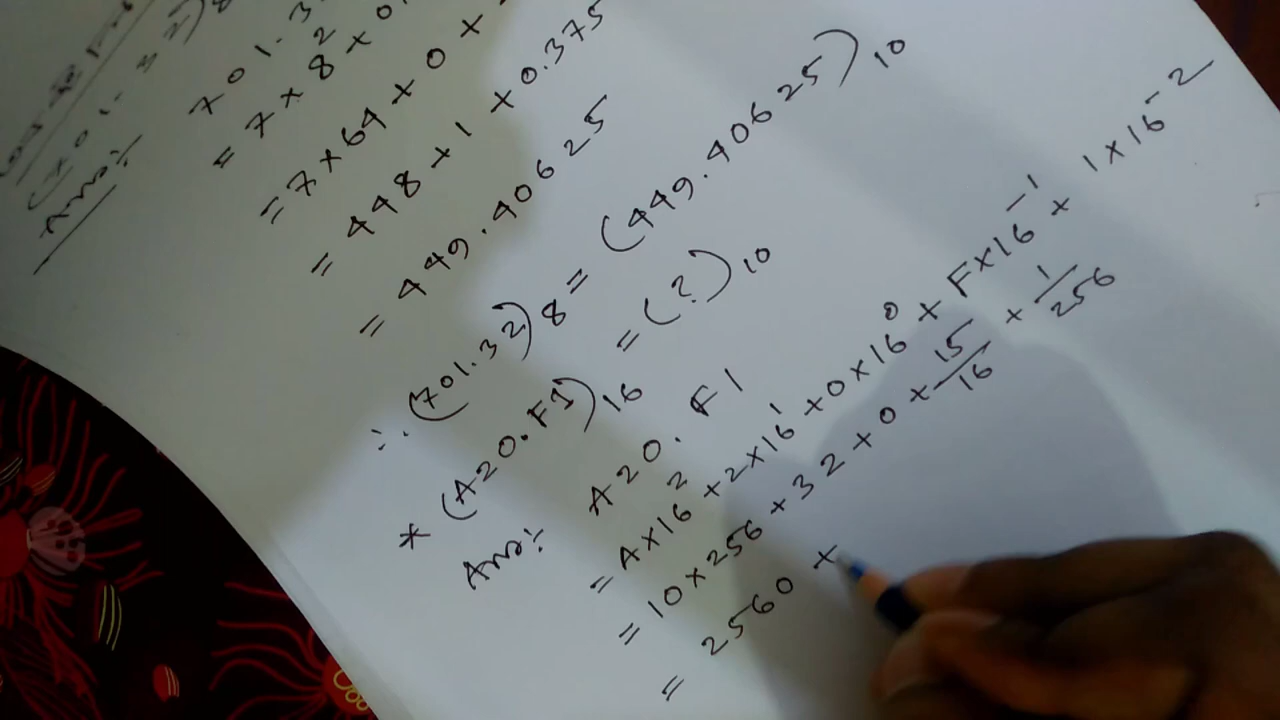 701.3
= 7 × 8² × 0
= 7 × 64 × 0 ×
= 448 + 1 × 0.375
= 449.40625
∴ (701.32)8 = (449.40625)10
* (A20.F1)16 = (?)10
Ans: A20.F1
= A×16² + 2×16¹ + 0×16⁰ + F×16⁻¹ + 1×16⁻²
= 10×256 + 32 + 0 + 15/16 + 1/256
= 2560 +